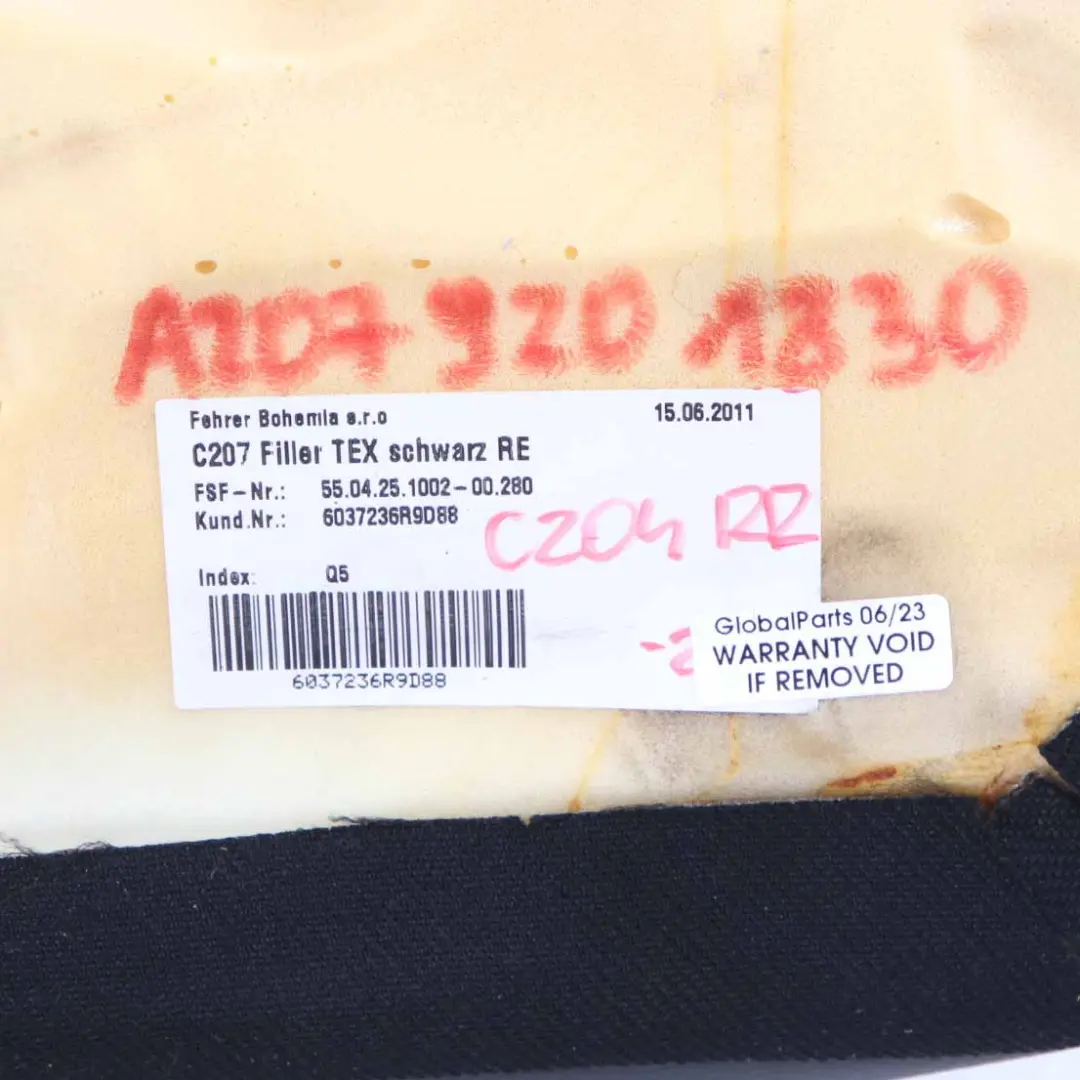 A207 920 1830
Fehrer Bohemia s.r.o 15.06.2011
C207 Filler TEX schwarz RE
FSF-Nr.: 55.04.25.1002-00.280
Kund.Nr.: 6037236R9D88
C204 RR
Index: Q5
6037236R9D88
GlobalParts 06/23
WARRANTY VOID
IF REMOVED